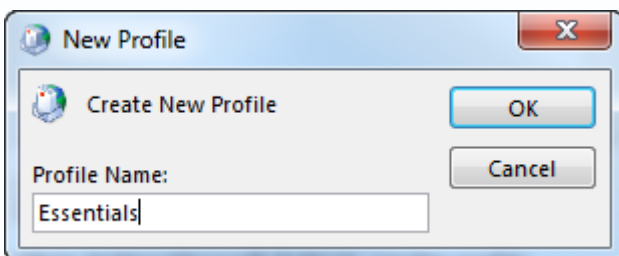 New Profile
Create New Profile
OK
Profile Name:
Cancel
Essentials